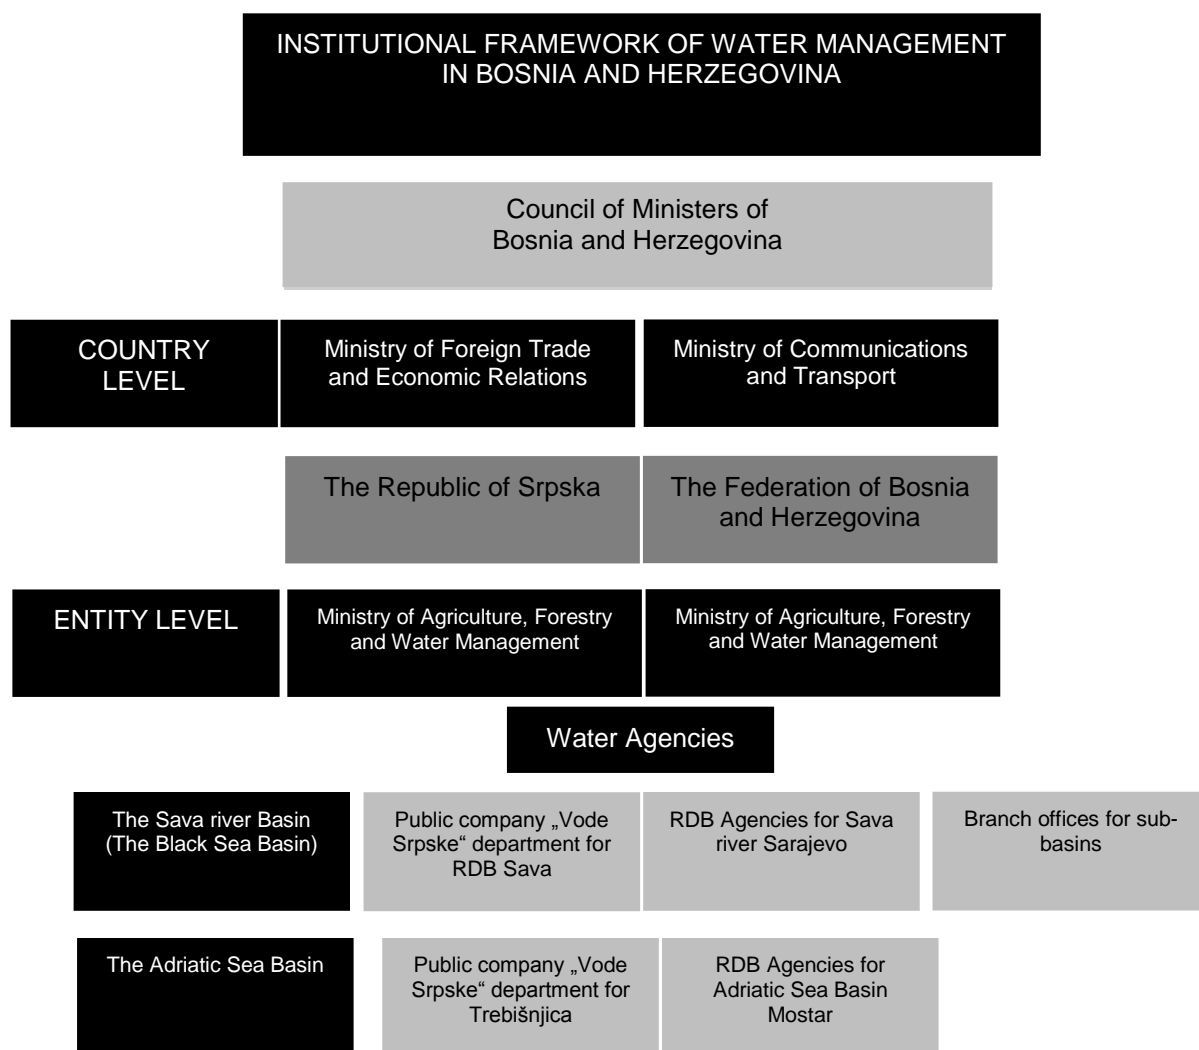 INSTITUTIONAL FRAMEWORK OF WATER MANAGEMENT
IN BOSNIA AND HERZEGOVINA
Council of Ministers of
Bosnia and Herzegovina
COUNTRY
LEVEL
Ministry of Foreign Trade
and Economic Relations
Ministry of Communications
and Transport
The Republic of Srpska
The Federation of Bosnia
and Herzegovina
ENTITY LEVEL
Ministry of Agriculture, Forestry
and Water Management
Ministry of Agriculture, Forestry
and Water Management
Water Agencies
The Sava river Basin
(The Black Sea Basin)
Public company „Vode
Srpske“ department for
RDB Sava
RDB Agencies for Sava
river Sarajevo
Branch offices for sub-
basins
The Adriatic Sea Basin
Public company „Vode
Srpske“ department for
Trebišnjica
RDB Agencies for
Adriatic Sea Basin
Mostar